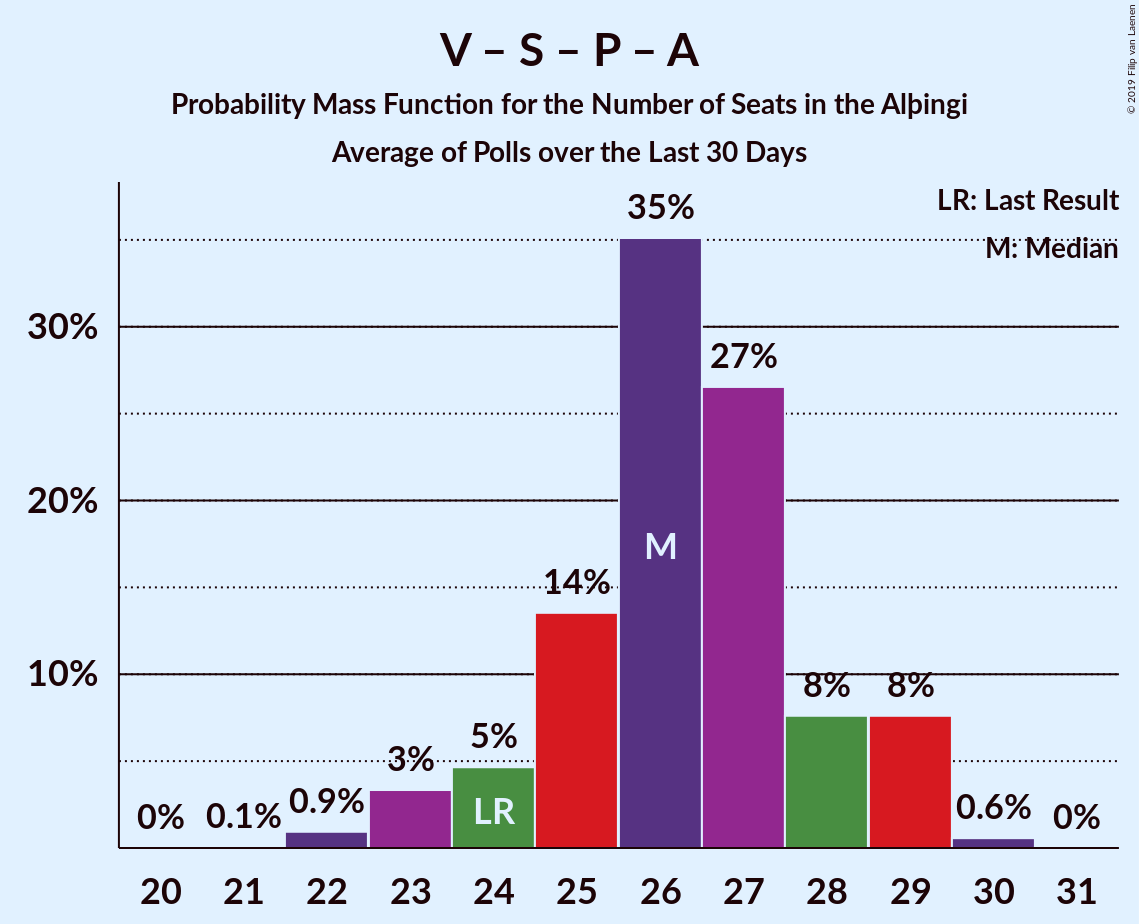 V – S – P – A
Probability Mass Function for the Number of Seats in the Alþingi
Average of Polls over the Last 30 Days
© 2019 Filip van Laenen
LR: Last Result
M: Median
30%
20%
10%
0%
0.1%
0.9%
3%
5%
14%
35%
27%
8%
8%
0.6%
0%
LR
M
20 21 22 23 24 25 26 27 28 29 30 31